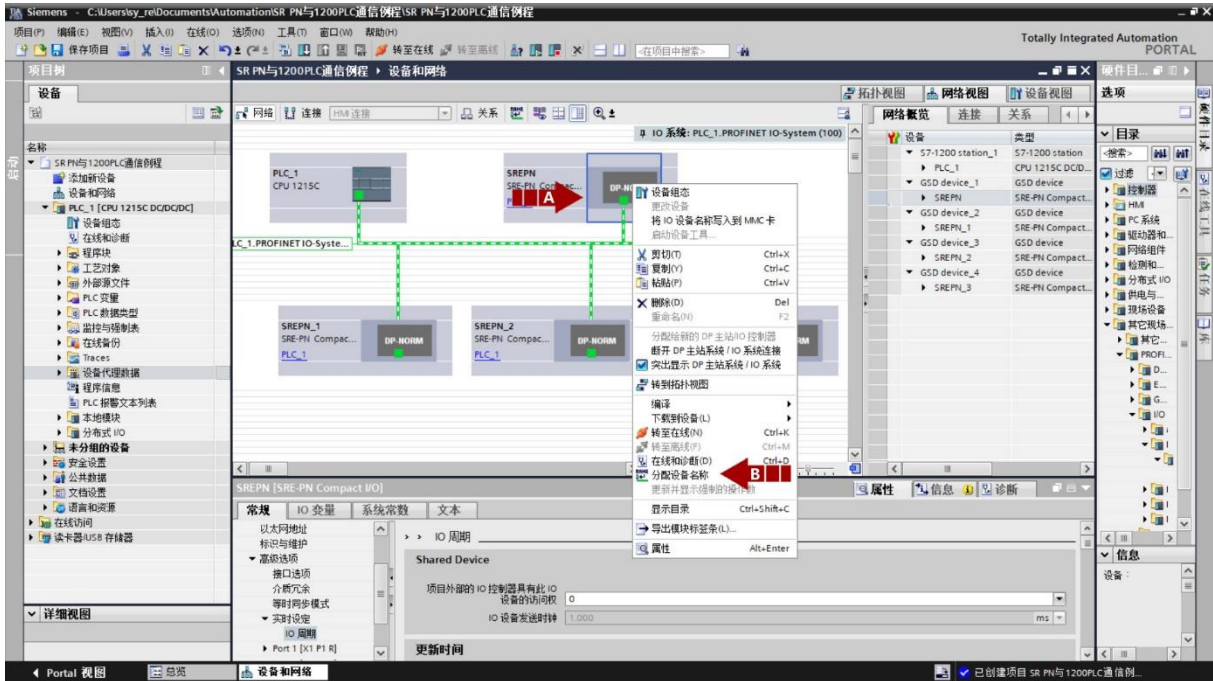 Siemens - C:\Users\sy_re\Documents\Automation\SR PN与1200PLC通信例程\SR PN与1200PLC通信例程
项目(P) 编辑(E) 视图(V) 插入(I) 在线(O) 选项(N) 工具(T) 窗口(W) 帮助(H)
Totally Integrated Automation
PORTAL
保存项目 转至在线 转至离线 <在项目中搜索>
项目树
SR PN与1200PLC通信例程 设备和网络
硬件目...
设备
拓扑视图 网络视图 设备视图
选项
网络 连接 HMI 连接 关系
网络概览 连接 关系
IO 系统: PLC_1.PROFINET IO-System (100)
名称
SR PN与1200PLC通信例程
添加新设备
设备和网络
PLC_1 [CPU 1215C DC/DC/DC]
设备组态
在线和诊断
程序块
工艺对象
外部源文件
PLC 变量
PLC 数据类型
监控与强制表
在线备份
Traces
设备代理数据
程序信息
PLC 报警文本列表
本地模块
分布式 I/O
未分组的设备
安全设置
公共数据
文档设置
语言和资源
在线访问
读卡器/USB 存储器
详细视图
启动
PLC_1
CPU 1215C
SREPN
SRE-PN Compac...
A
LC_1.PROFINET IO-Syste...
SREPN_1
SRE-PN Compac...
PLC_1
DP-NORM
SREPN_2
SRE-PN Compac...
PLC_1
DP-NORM
DP-NORM
设备组态
更改设备
将 IO 设备名称写入到 MMC 卡
启动设备工具...
剪切(T) Ctrl+X
复制(Y) Ctrl+C
粘贴(P) Ctrl+V
删除(D) Del
重命名(N) F2
分配给新的 DP 主站/IO 控制器
断开 DP 主站系统 / IO 系统连接
突出显示 DP 主站系统 / IO 系统
转到拓扑视图
编译
下载到设备(L)
转至在线(N) Ctrl+K
转至离线(F) Ctrl+M
在线和诊断(D) Ctrl+D
分配设备名称
B
更新并显示强制的操作数
显示目录 Ctrl+Shift+C
导出模块标签条(L)...
属性 Alt+Enter
设备 类型
S7-1200 station_1 S7-1200 station
PLC_1 CPU 1215C DC/D...
GSD device_1 GSD device
SREPN SRE-PN Compact...
GSD device_2 GSD device
SREPN_1 SRE-PN Compact...
GSD device_3 GSD device
SREPN_2 SRE-PN Compact...
GSD device_4 GSD device
SREPN_3 SRE-PN Compact...
目录
<搜索>
过滤
控制器
HMI
PC 系统
驱动器和...
网络组件
检测和...
分布式 I/O
供电与...
现场设备
其它现场...
其它...
PROFI...
D...
E...
G...
I/O
信息
设备:
SREPN [SRE-PN Compact I/O]
属性 信息 诊断
常规 IO 变量 系统常数 文本
以太网地址
标识与维护
高级选项
接口选项
介质冗余
等时同步模式
实时设定
IO 周期
Port 1 [X1 P1 R]
IO 周期
Shared Device
项目外部的 IO 控制器具有此 IO
设备的访问权 0
IO 设备发送时钟 1.000 ms
更新时间
Portal 视图 总览 设备和网络
已创建项目 SR PN与1200PLC通信例...